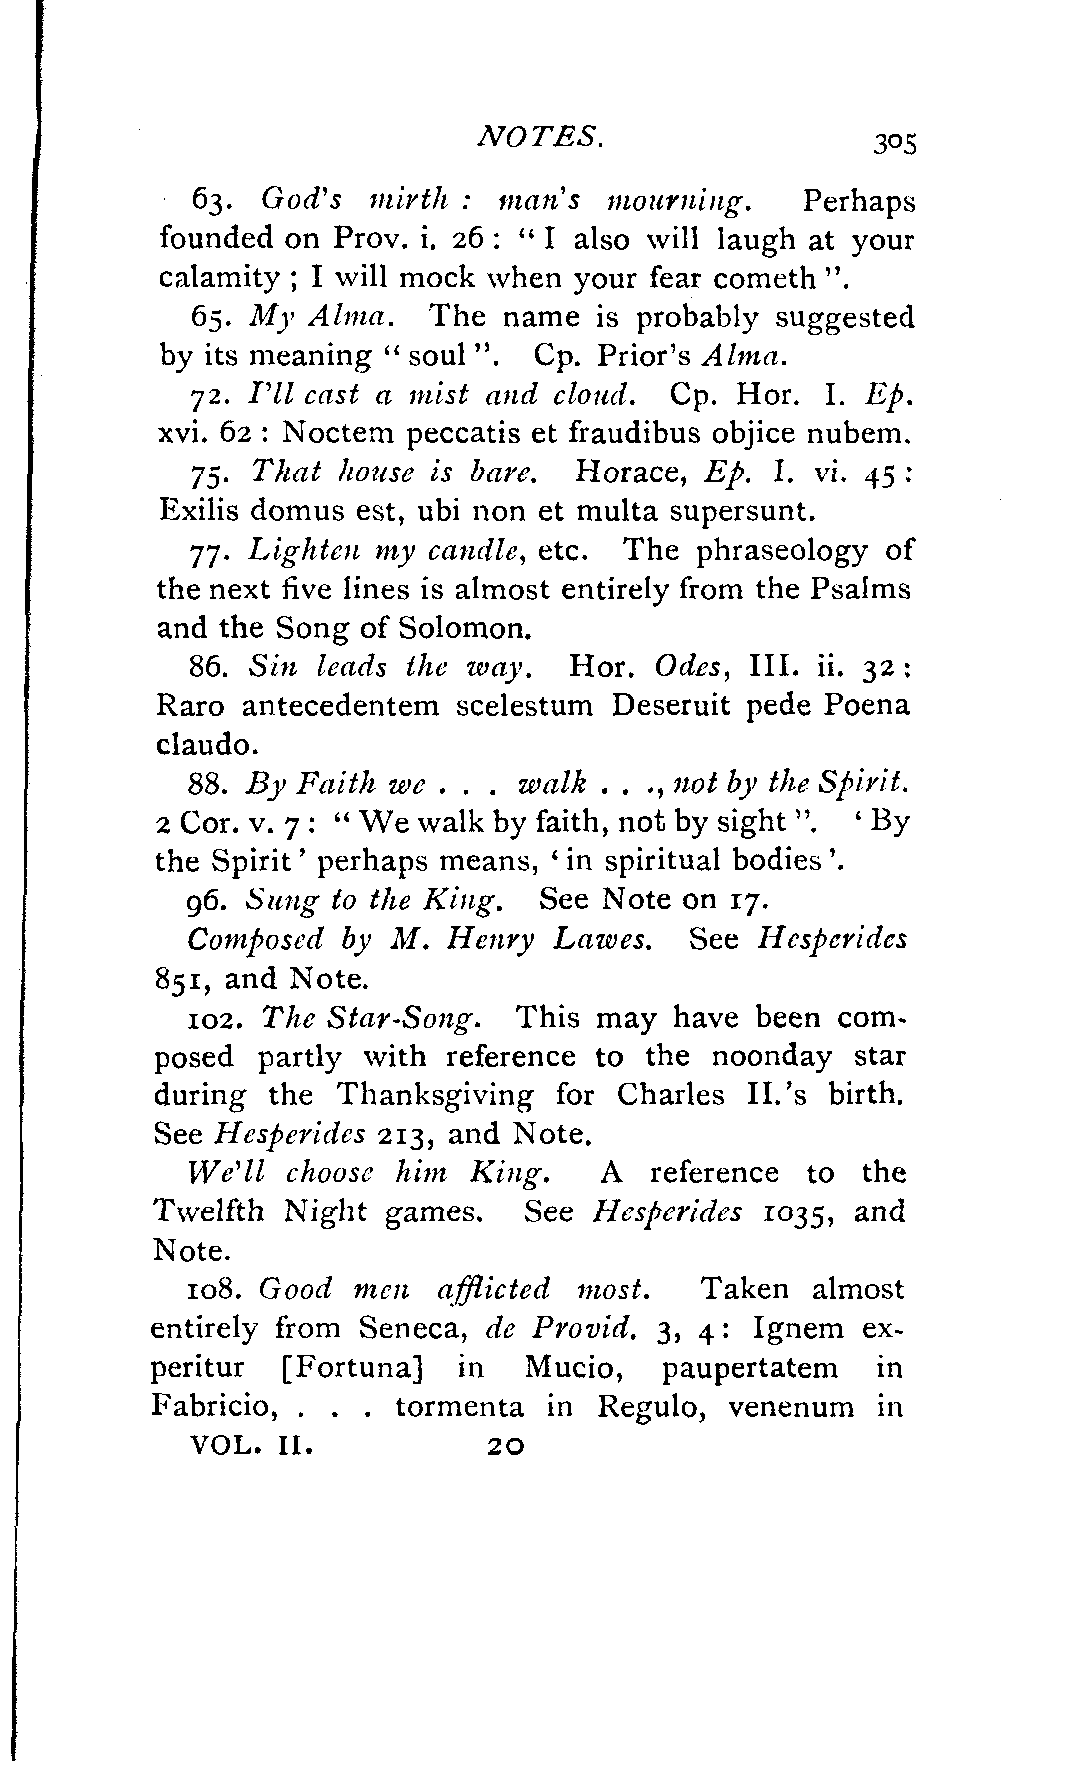 NOTES. 305
63. God's mirth : man's mourning. Perhaps
founded on Prov. i. 26 : “ I also will laugh at your
calamity ; I will mock when your fear cometh ”.
65. My Alma. The name is probably suggested
by its meaning “ soul ”. Cp. Prior's Alma.
72. I'll cast a mist and cloud. Cp. Hor. I. Ep.
xvi. 62 : Noctem peccatis et fraudibus objice nubem.
75. That house is bare. Horace, Ep. I. vi. 45 :
Exilis domus est, ubi non et multa supersunt.
77. Lighten my candle, etc. The phraseology of
the next five lines is almost entirely from the Psalms
and the Song of Solomon.
86. Sin leads the way. Hor. Odes, III. ii. 32 :
Raro antecedentem scelestum Deseruit pede Poena
claudo.
88. By Faith we . . . walk . . ., not by the Spirit.
2 Cor. v. 7 : “ We walk by faith, not by sight ”. ‘ By
the Spirit ’ perhaps means, ‘ in spiritual bodies ’.
96. Sung to the King. See Note on 17.
Composed by M. Henry Lawes. See Hesperides
851, and Note.
102. The Star-Song. This may have been com-
posed partly with reference to the noonday star
during the Thanksgiving for Charles II.'s birth.
See Hesperides 213, and Note.
We'll choose him King. A reference to the
Twelfth Night games. See Hesperides 1035, and
Note.
108. Good men afflicted most. Taken almost
entirely from Seneca, de Provid. 3, 4 : Ignem ex-
peritur [Fortuna] in Mucio, paupertatem in
Fabricio, . . . tormenta in Regulo, venenum in
VOL. II. 20